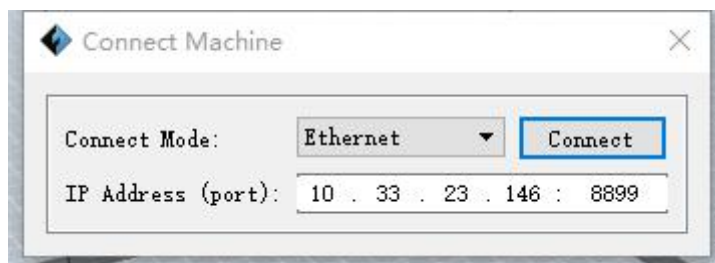 Connect Machine
Connect Mode: Ethernet Connect
IP Address (port): 10 . 33 . 23 . 146 : 8899